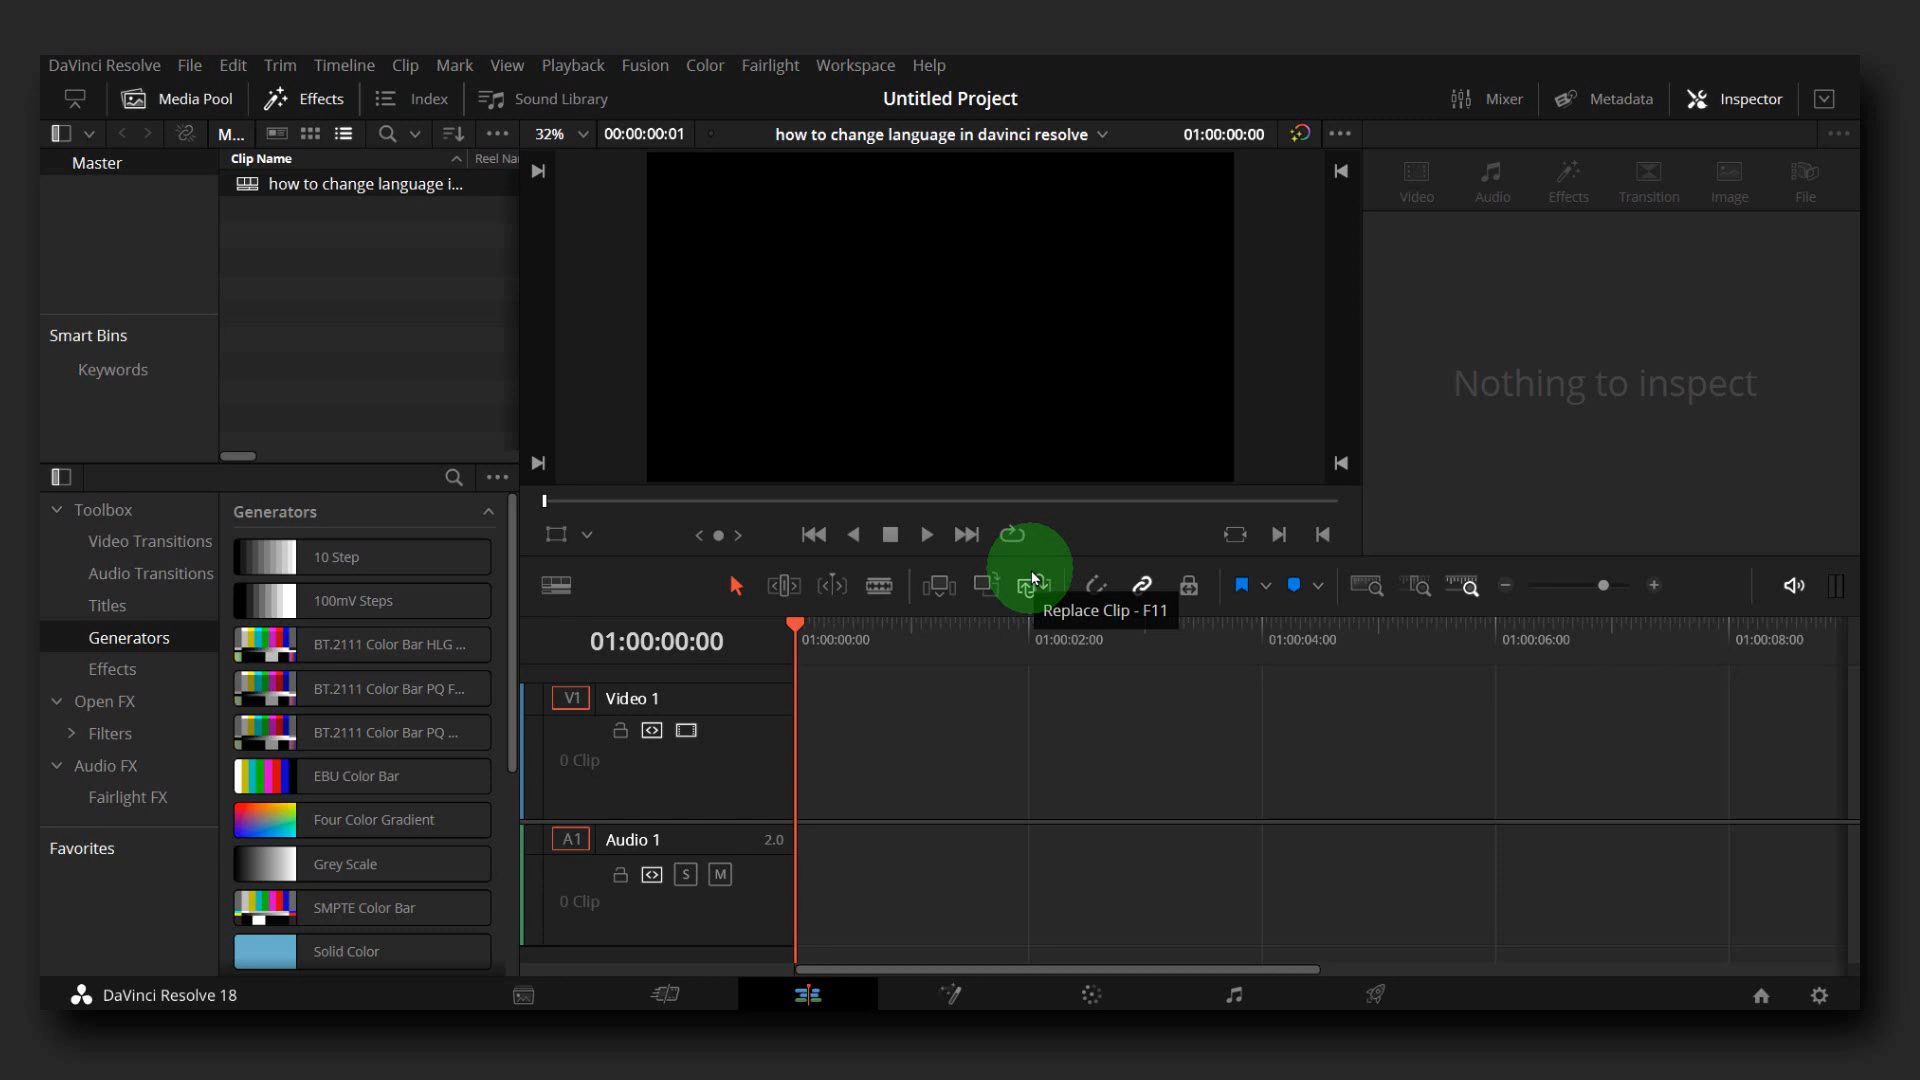 DaVinci Resolve File Edit Trim Timeline Clip Mark View Playback Fusion Color Fairlight Workspace Help
Media Pool Effects Index Sound Library Untitled Project Mixer Metadata Inspector
M... 32% 00:00:00:01 how to change language in davinci resolve 01:00:00:00
Master
Clip Name Reel Na
how to change language i...
Video Audio Effects Transition Image File
Smart Bins
Keywords
Nothing to inspect
Toolbox
Video Transitions
Audio Transitions
Titles
Generators
Effects
Open FX
Filters
Audio FX
Fairlight FX
Favorites
Generators
10 Step
100mV Steps
BT.2111 Color Bar HLG ...
BT.2111 Color Bar PQ F...
BT.2111 Color Bar PQ ...
EBU Color Bar
Four Color Gradient
Grey Scale
SMPTE Color Bar
Solid Color
Replace Clip - F11
01:00:00:00 01:00:00:00 01:00:02:00 01:00:04:00 01:00:06:00 01:00:08:00
V1 Video 1
0 Clip
A1 Audio 1 2.0
S M
0 Clip
DaVinci Resolve 18